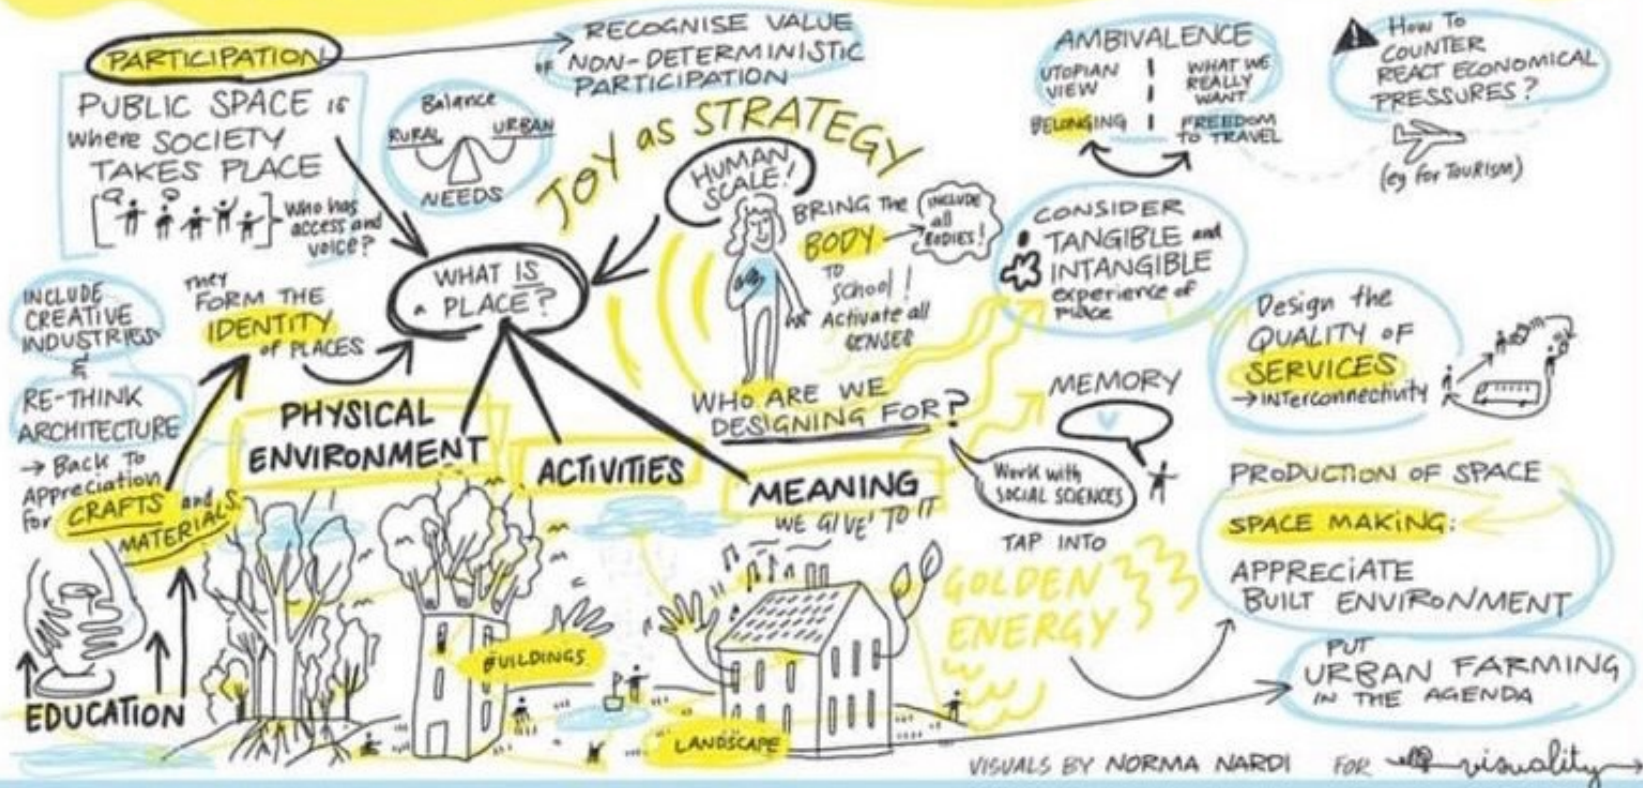 PARTICIPATION
RECOGNISE VALUE
OF NON-DETERMINISTIC
PARTICIPATION
PUBLIC SPACE is
where SOCIETY
TAKES PLACE
Who has
access and
voice?
Balance
RURAL URBAN
NEEDS
JOY as STRATEGY
HUMAN
SCALE!
BRING THE
BODY
TO
School!
Activate all
SENSES
INCLUDE
all
BODIES!
AMBIVALENCE
UTOPIAN
VIEW
WHAT WE
REALLY
WANT
BELONGING
FREEDOM
TO TRAVEL
How To
COUNTER
REACT ECONOMICAL
PRESSURES?
(eg for TOURISM)
CONSIDER
TANGIBLE and
INTANGIBLE
experience of
PLACE
WHAT IS
a PLACE?
INCLUDE
CREATIVE
INDUSTRIES
&
RE-THINK
ARCHITECTURE
→ Back To
Appreciation
For CRAFTS and
MATERIALS
They
FORM THE
IDENTITY
of PLACES
PHYSICAL
ENVIRONMENT
ACTIVITIES
MEANING
WE GIVE TO IT
WHO ARE WE
DESIGNING FOR?
Work with
SOCIAL SCIENCES
MEMORY
Design the
QUALITY OF
SERVICES
→ INTERconnectivity
PRODUCTION OF SPACE
SPACE MAKING:
APPRECIATE
BUILT ENVIRONMENT
TAP INTO
GOLDEN
ENERGY
PUT
URBAN FARMING
IN THE AGENDA
EDUCATION
BUILDINGS
LANDSCAPE
VISUALS BY NORMA NARDI FOR visuality